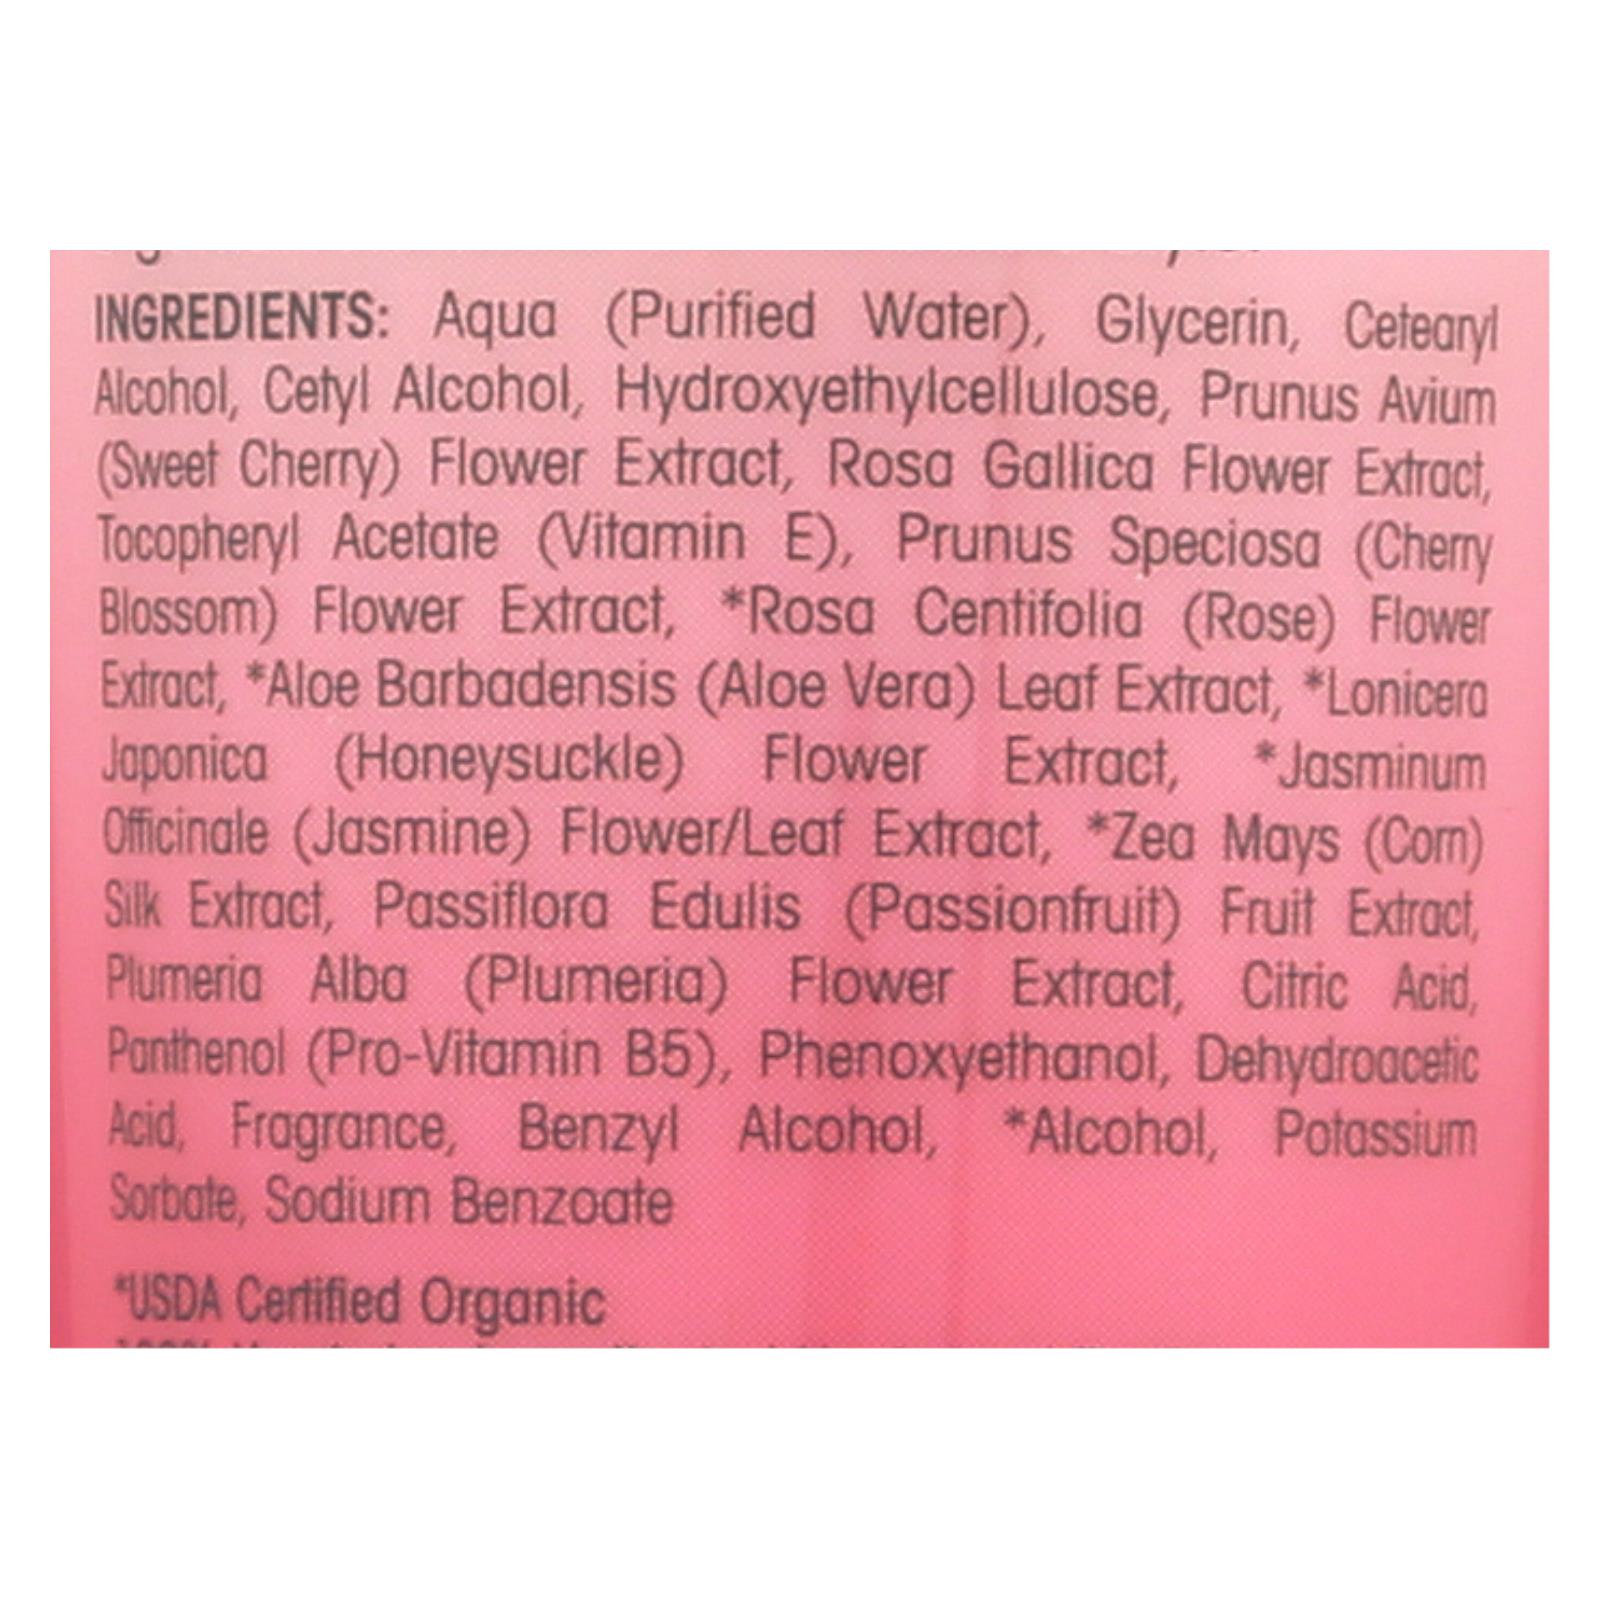 INGREDIENTS: Aqua (Purified Water), Glycerin, Cetearyl
Alcohol, Cetyl Alcohol, Hydroxyethylcellulose, Prunus Avium
(Sweet Cherry) Flower Extract, Rosa Gallica Flower Extract,
Tocopheryl Acetate (Vitamin E), Prunus Speciosa (Cherry
Blossom) Flower Extract, *Rosa Centifolia (Rose) Flower
Extract, *Aloe Barbadensis (Aloe Vera) Leaf Extract, *Lonicera
Japonica (Honeysuckle) Flower Extract, *Jasminum
Officinale (Jasmine) Flower/Leaf Extract, *Zea Mays (Corn)
Silk Extract, Passiflora Edulis (Passionfruit) Fruit Extract,
Plumeria Alba (Plumeria) Flower Extract, Citric Acid,
Panthenol (Pro-Vitamin B5), Phenoxyethanol, Dehydroacetic
Acid, Fragrance, Benzyl Alcohol, *Alcohol, Potassium
Sorbate, Sodium Benzoate
*USDA Certified Organic